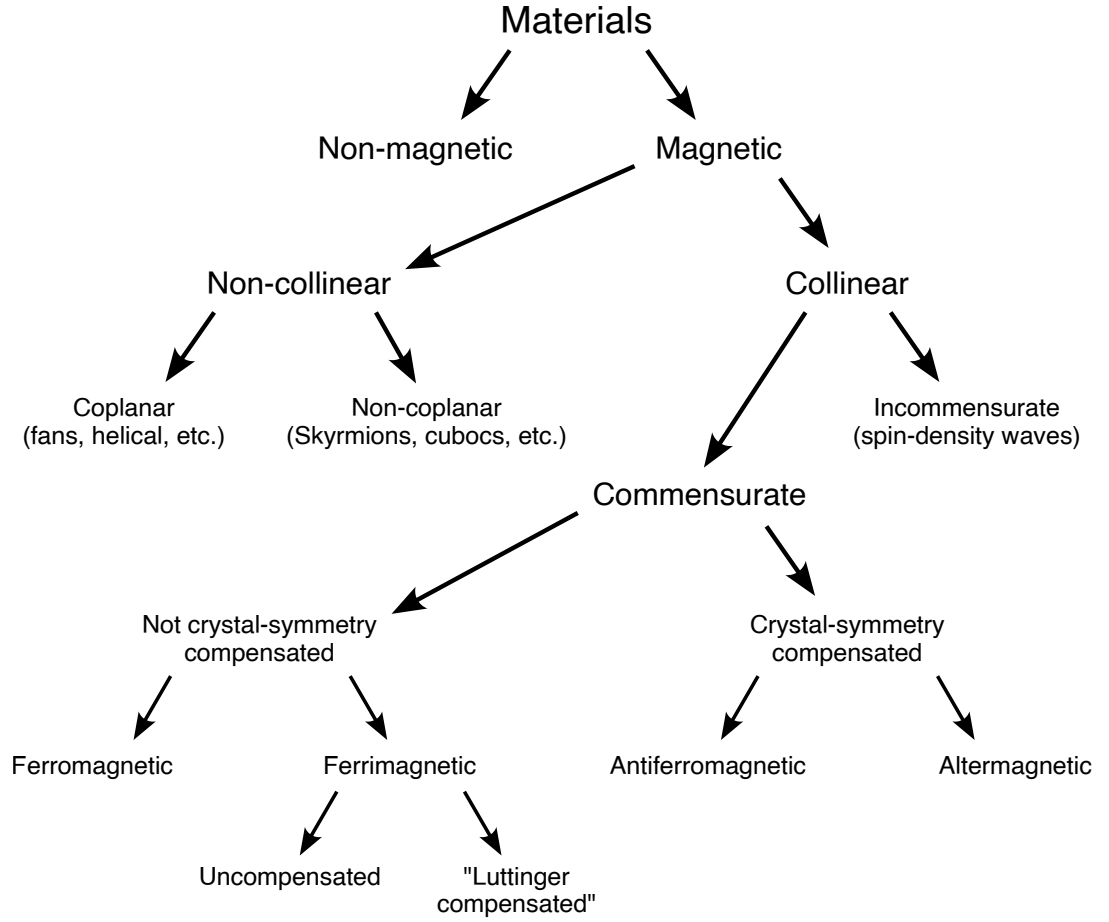 Materials
Non-magnetic
Magnetic
Non-collinear
Collinear
Coplanar
(fans, helical, etc.)
Non-coplanar
(Skyrmions, cubocs, etc.)
Incommensurate
(spin-density waves)
Commensurate
Not crystal-symmetry
compensated
Crystal-symmetry
compensated
Ferromagnetic
Ferrimagnetic
Antiferromagnetic
Altermagnetic
Uncompensated
"Luttinger
compensated"